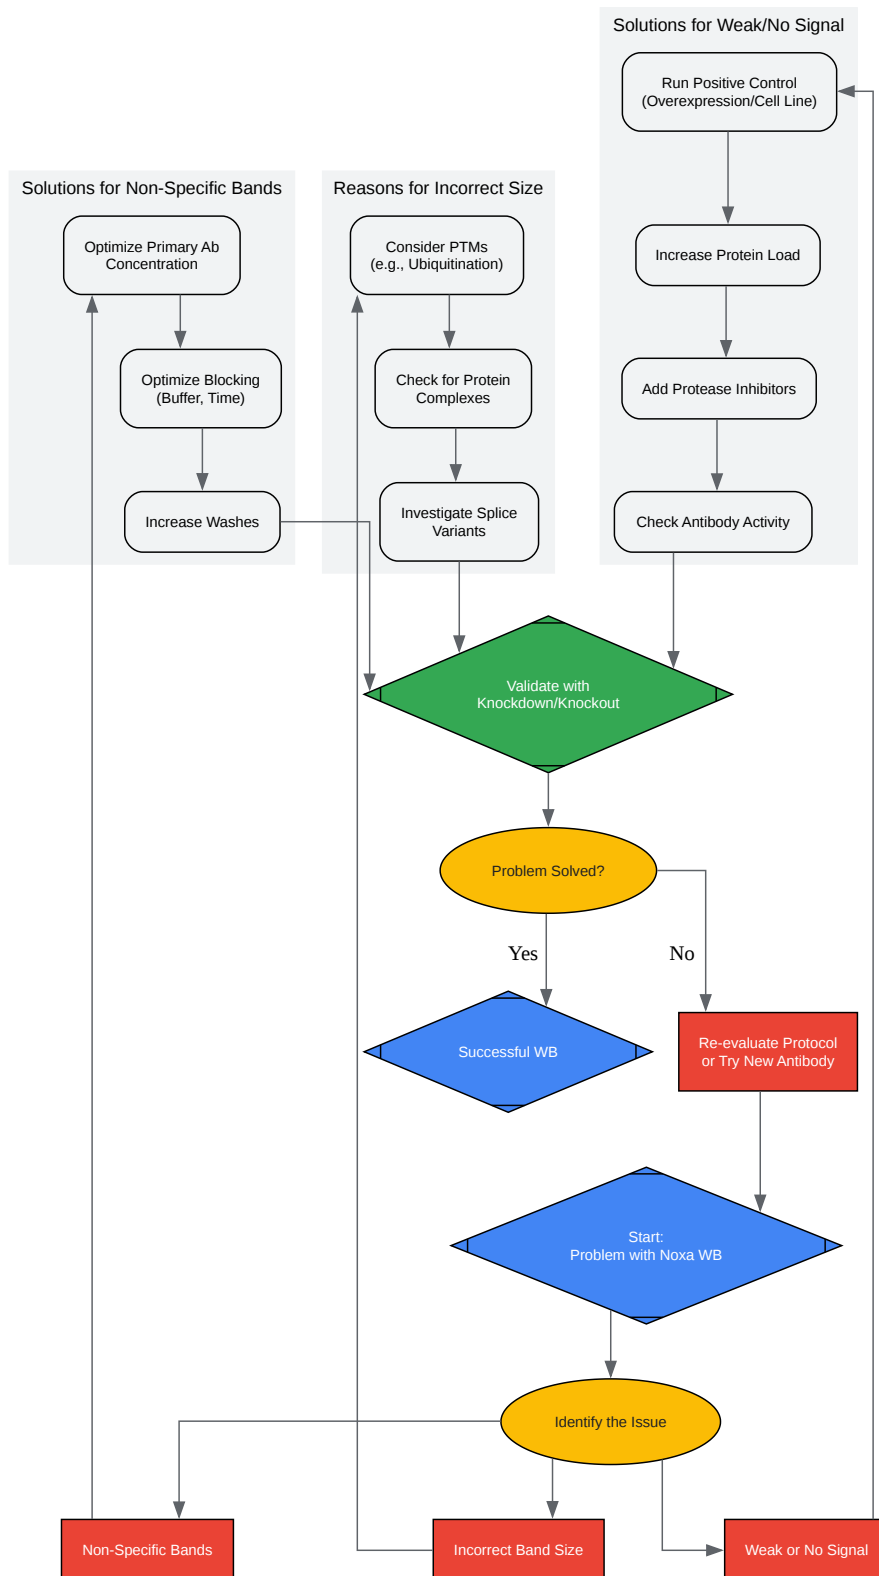 Solutions for Weak/No Signal
Run Positive Control
(Overexpression/Cell Line)
Solutions for Non-Specific Bands
Reasons for Incorrect Size
Optimize Primary Ab
Concentration
Consider PTMs
(e.g., Ubiquitination)
Increase Protein Load
Optimize Blocking
(Buffer, Time)
Check for Protein
Complexes
Add Protease Inhibitors
Increase Washes
Investigate Splice
Variants
Check Antibody Activity
Validate with
Knockdown/Knockout
Problem Solved?
Yes
No
Successful WB
Re-evaluate Protocol
or Try New Antibody
Start:
Problem with Noxa WB
Identify the Issue
Non-Specific Bands
Incorrect Band Size
Weak or No Signal